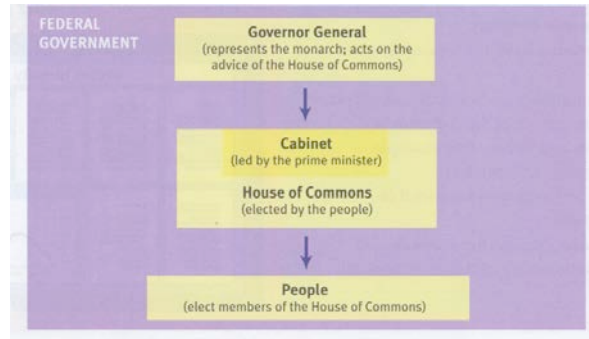 FEDERAL
GOVERNMENT
Governor General
(represents the monarch; acts on the
advice of the House of Commons)
Cabinet
(led by the prime minister)
House of Commons
(elected by the people)
People
(elect members of the House of Commons)